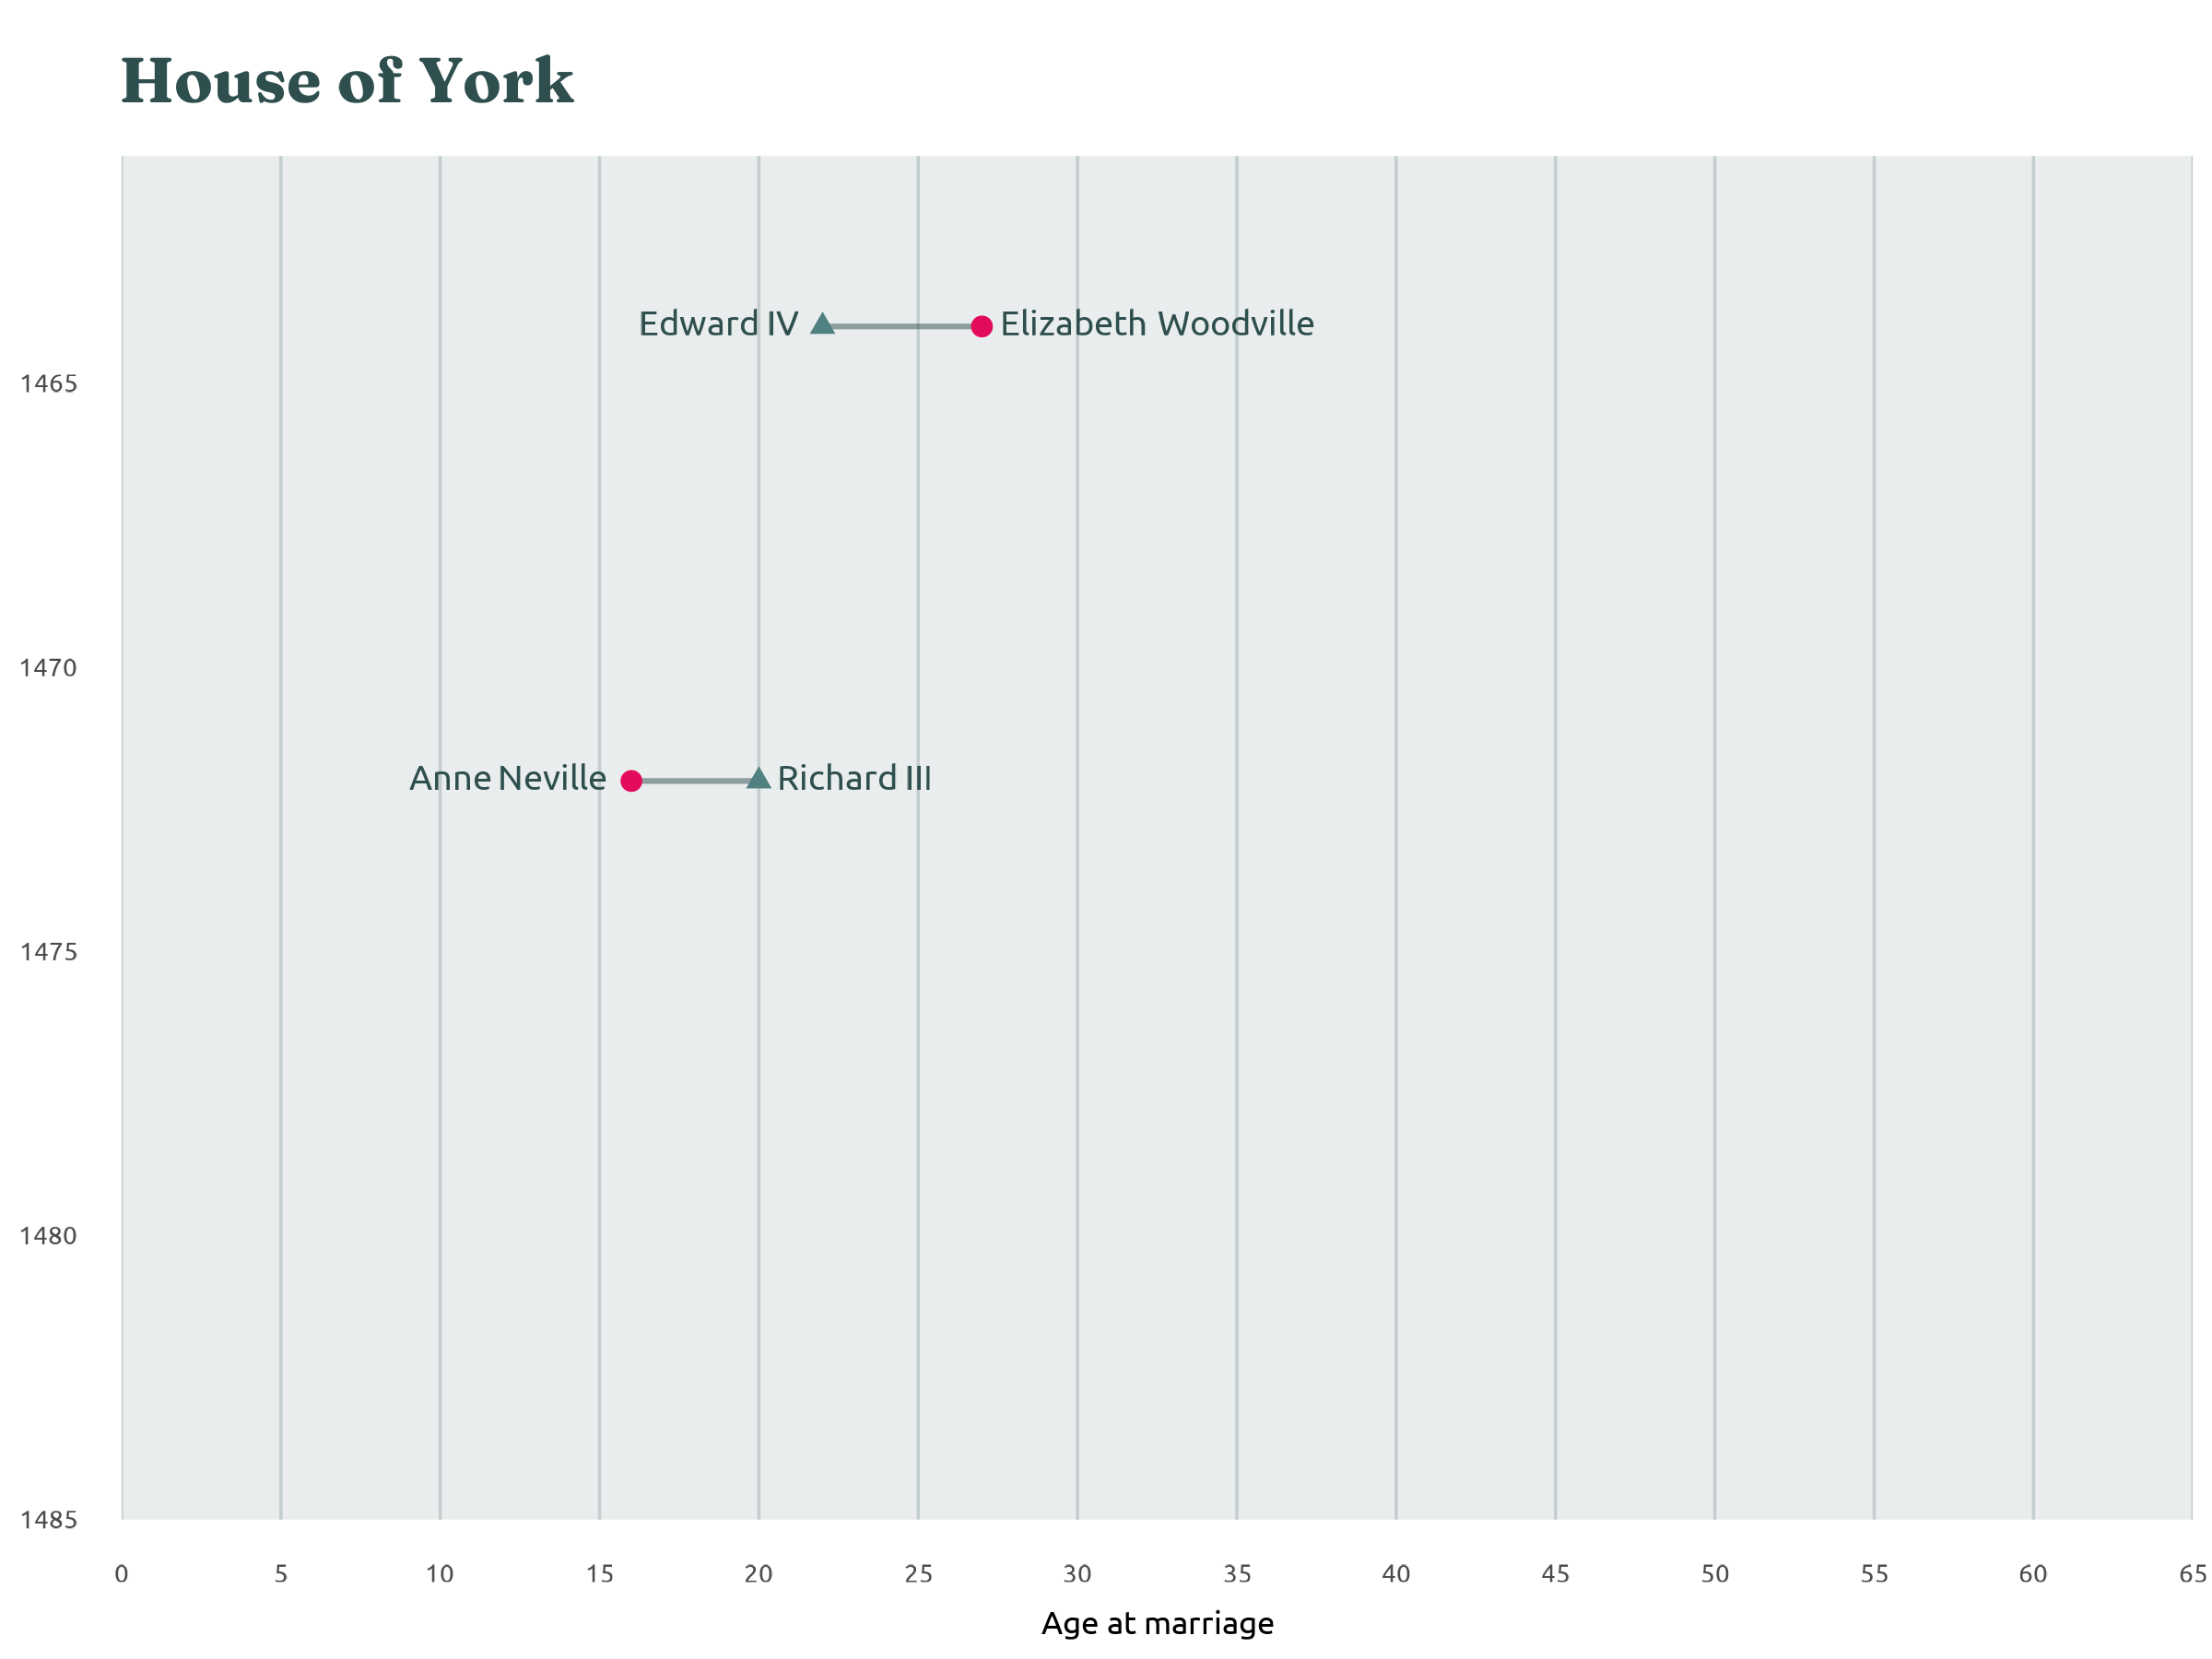 House of York
Edward IV Elizabeth Woodville
1465
1470
Anne Neville Richard III
1475
1480
1485
0 5 10 15 20 25 30 35 40 45 50 55 60 65
Age at marriage